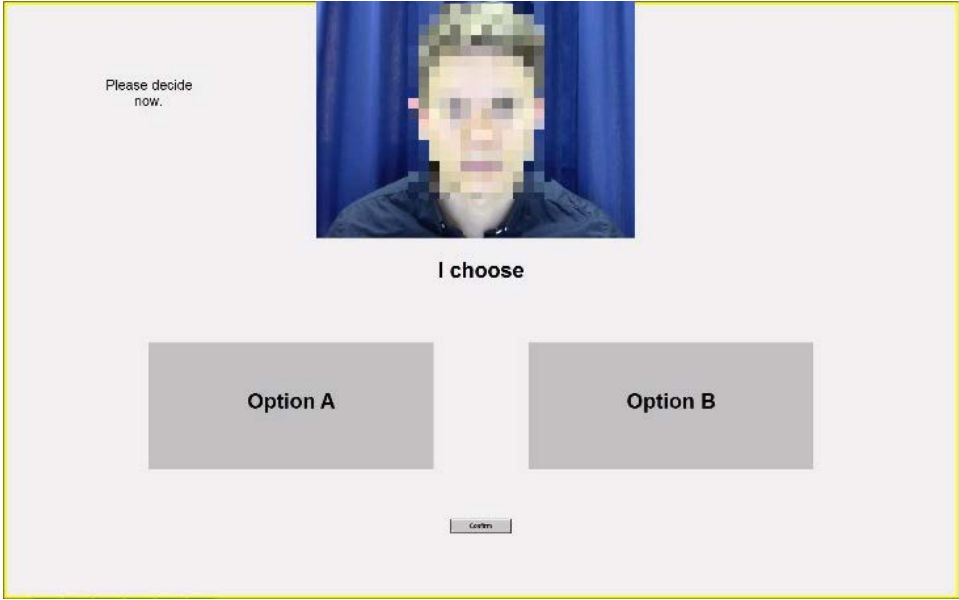 Please decide
now.
I choose
Option A
Option B
Confirm